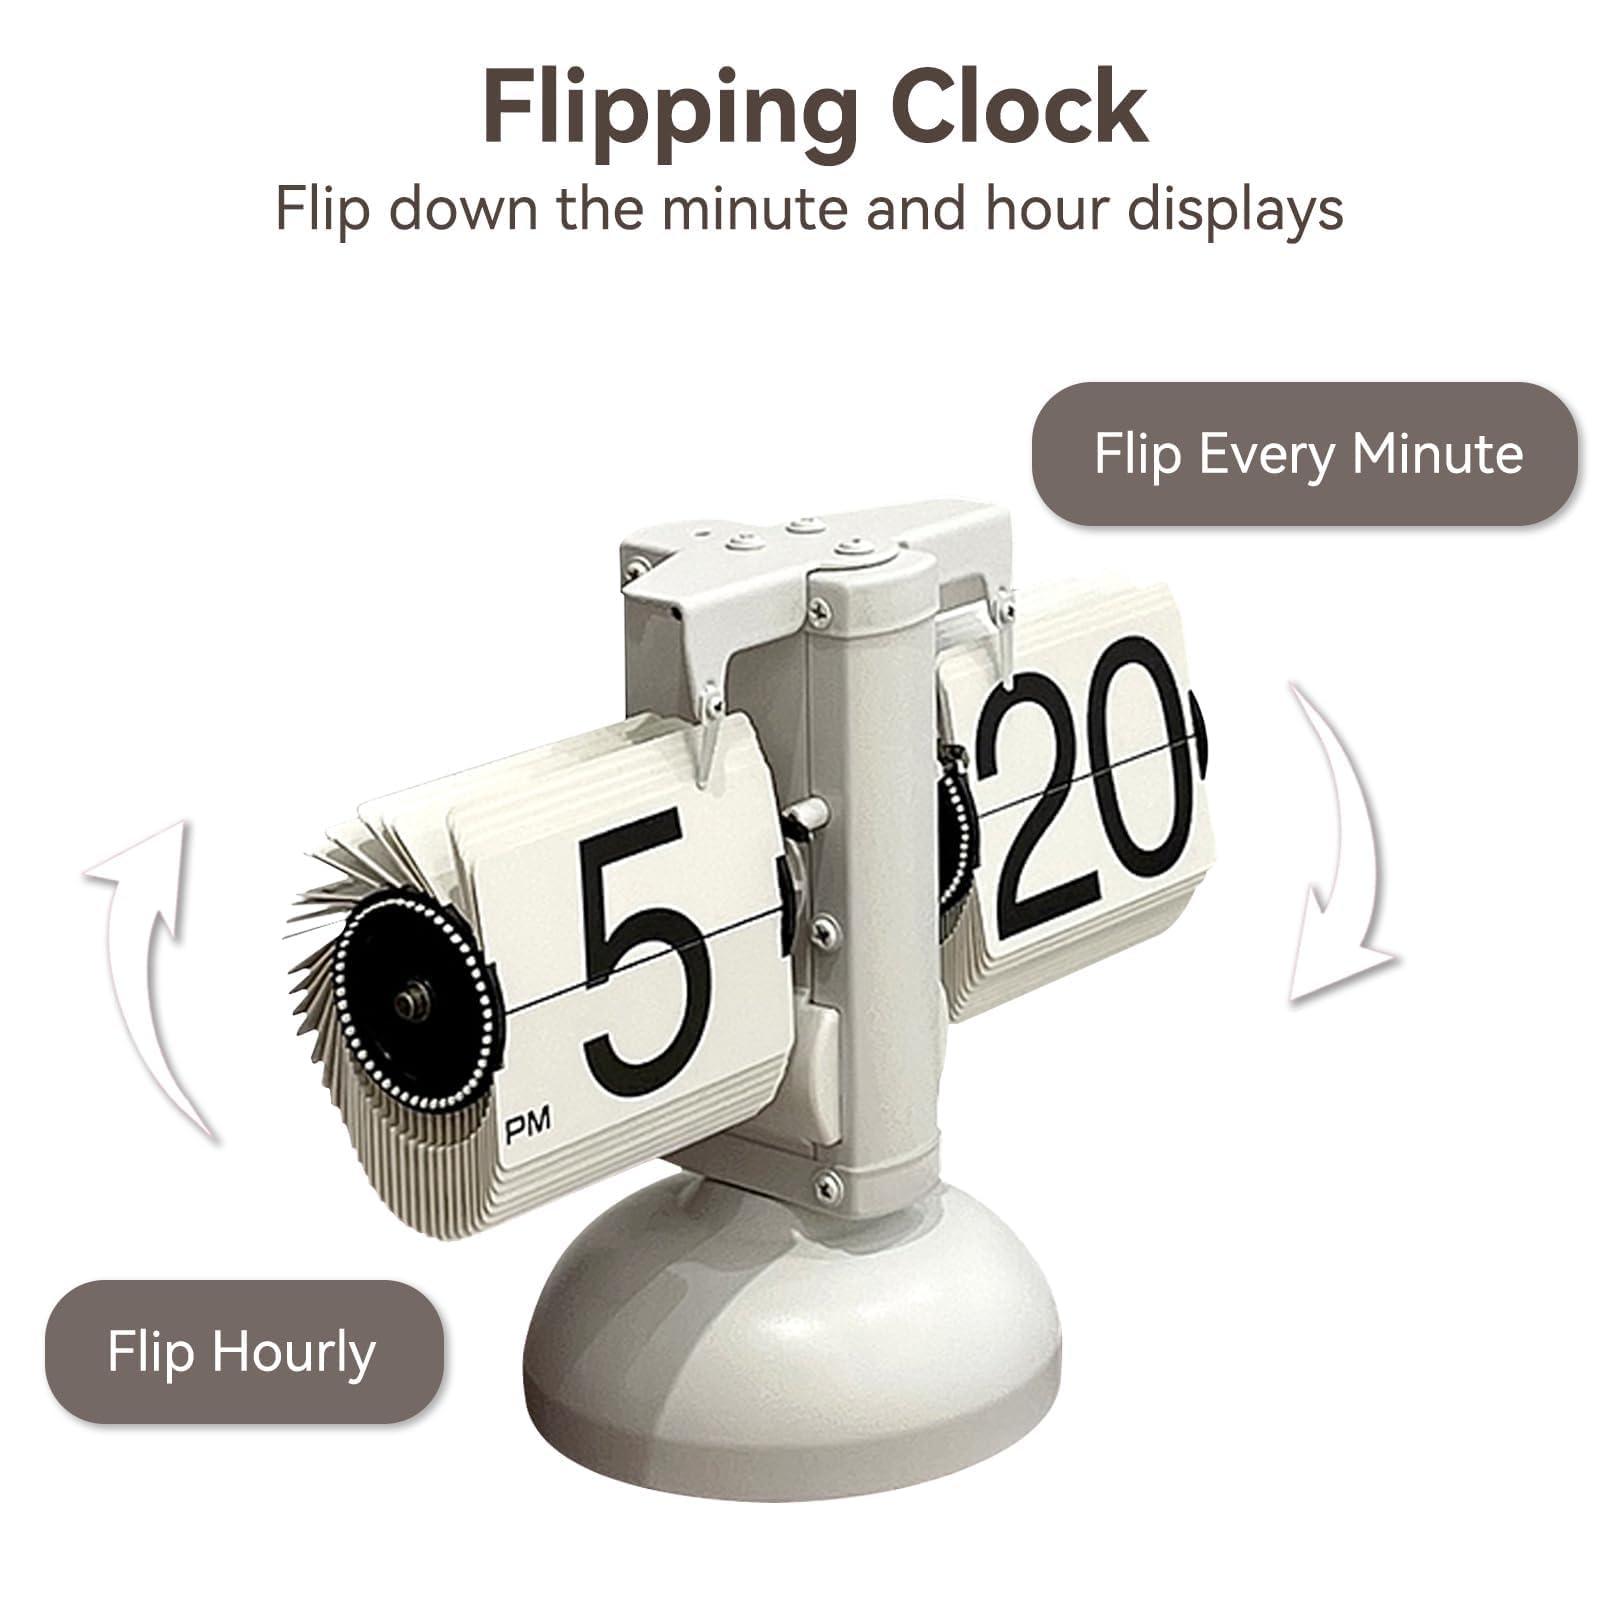 Flipping Clock
Flip down the minute and hour displays
Flip Every Minute
20
5
PM
Flip Hourly